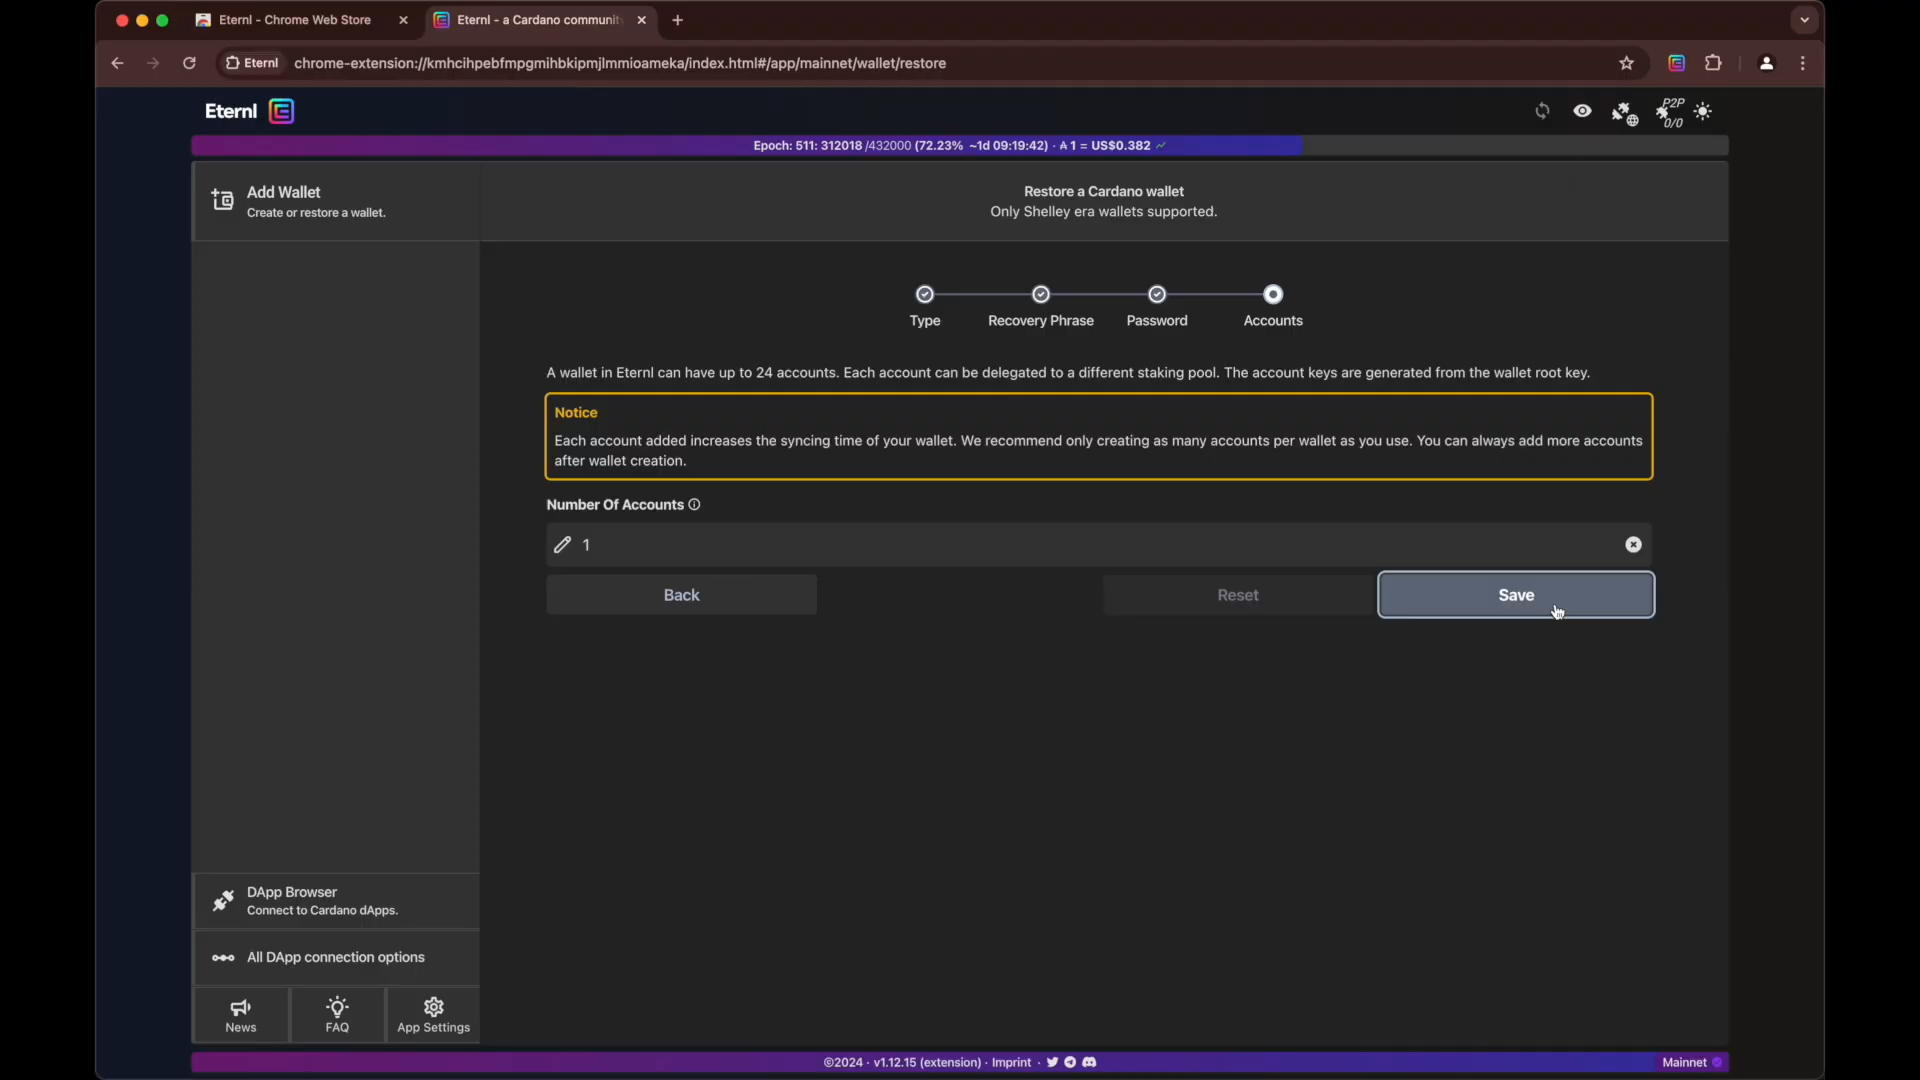 Eternl - Chrome Web Store
Eternl - a Cardano communit
Eternl
chrome-extension://kmhcihpebfmpgmihbkipmjlmmioameka/index.html#/app/mainnet/wallet/restore
Eternl
P2P
0/0
Epoch: 511: 312018 /432000 (72.23% ~1d 09:19:42) · ₳ 1 = US$0.382
Add Wallet
Create or restore a wallet.
Restore a Cardano wallet
Only Shelley era wallets supported.
Type
Recovery Phrase
Password
Accounts
A wallet in Eternl can have up to 24 accounts. Each account can be delegated to a different staking pool. The account keys are generated from the wallet root key.
Notice
Each account added increases the syncing time of your wallet. We recommend only creating as many accounts per wallet as you use. You can always add more accounts
after wallet creation.
Number Of Accounts
1
Back
Reset
Save
DApp Browser
Connect to Cardano dApps.
All DApp connection options
News
FAQ
App Settings
©2024 · v1.12.15 (extension) · Imprint ·
Mainnet